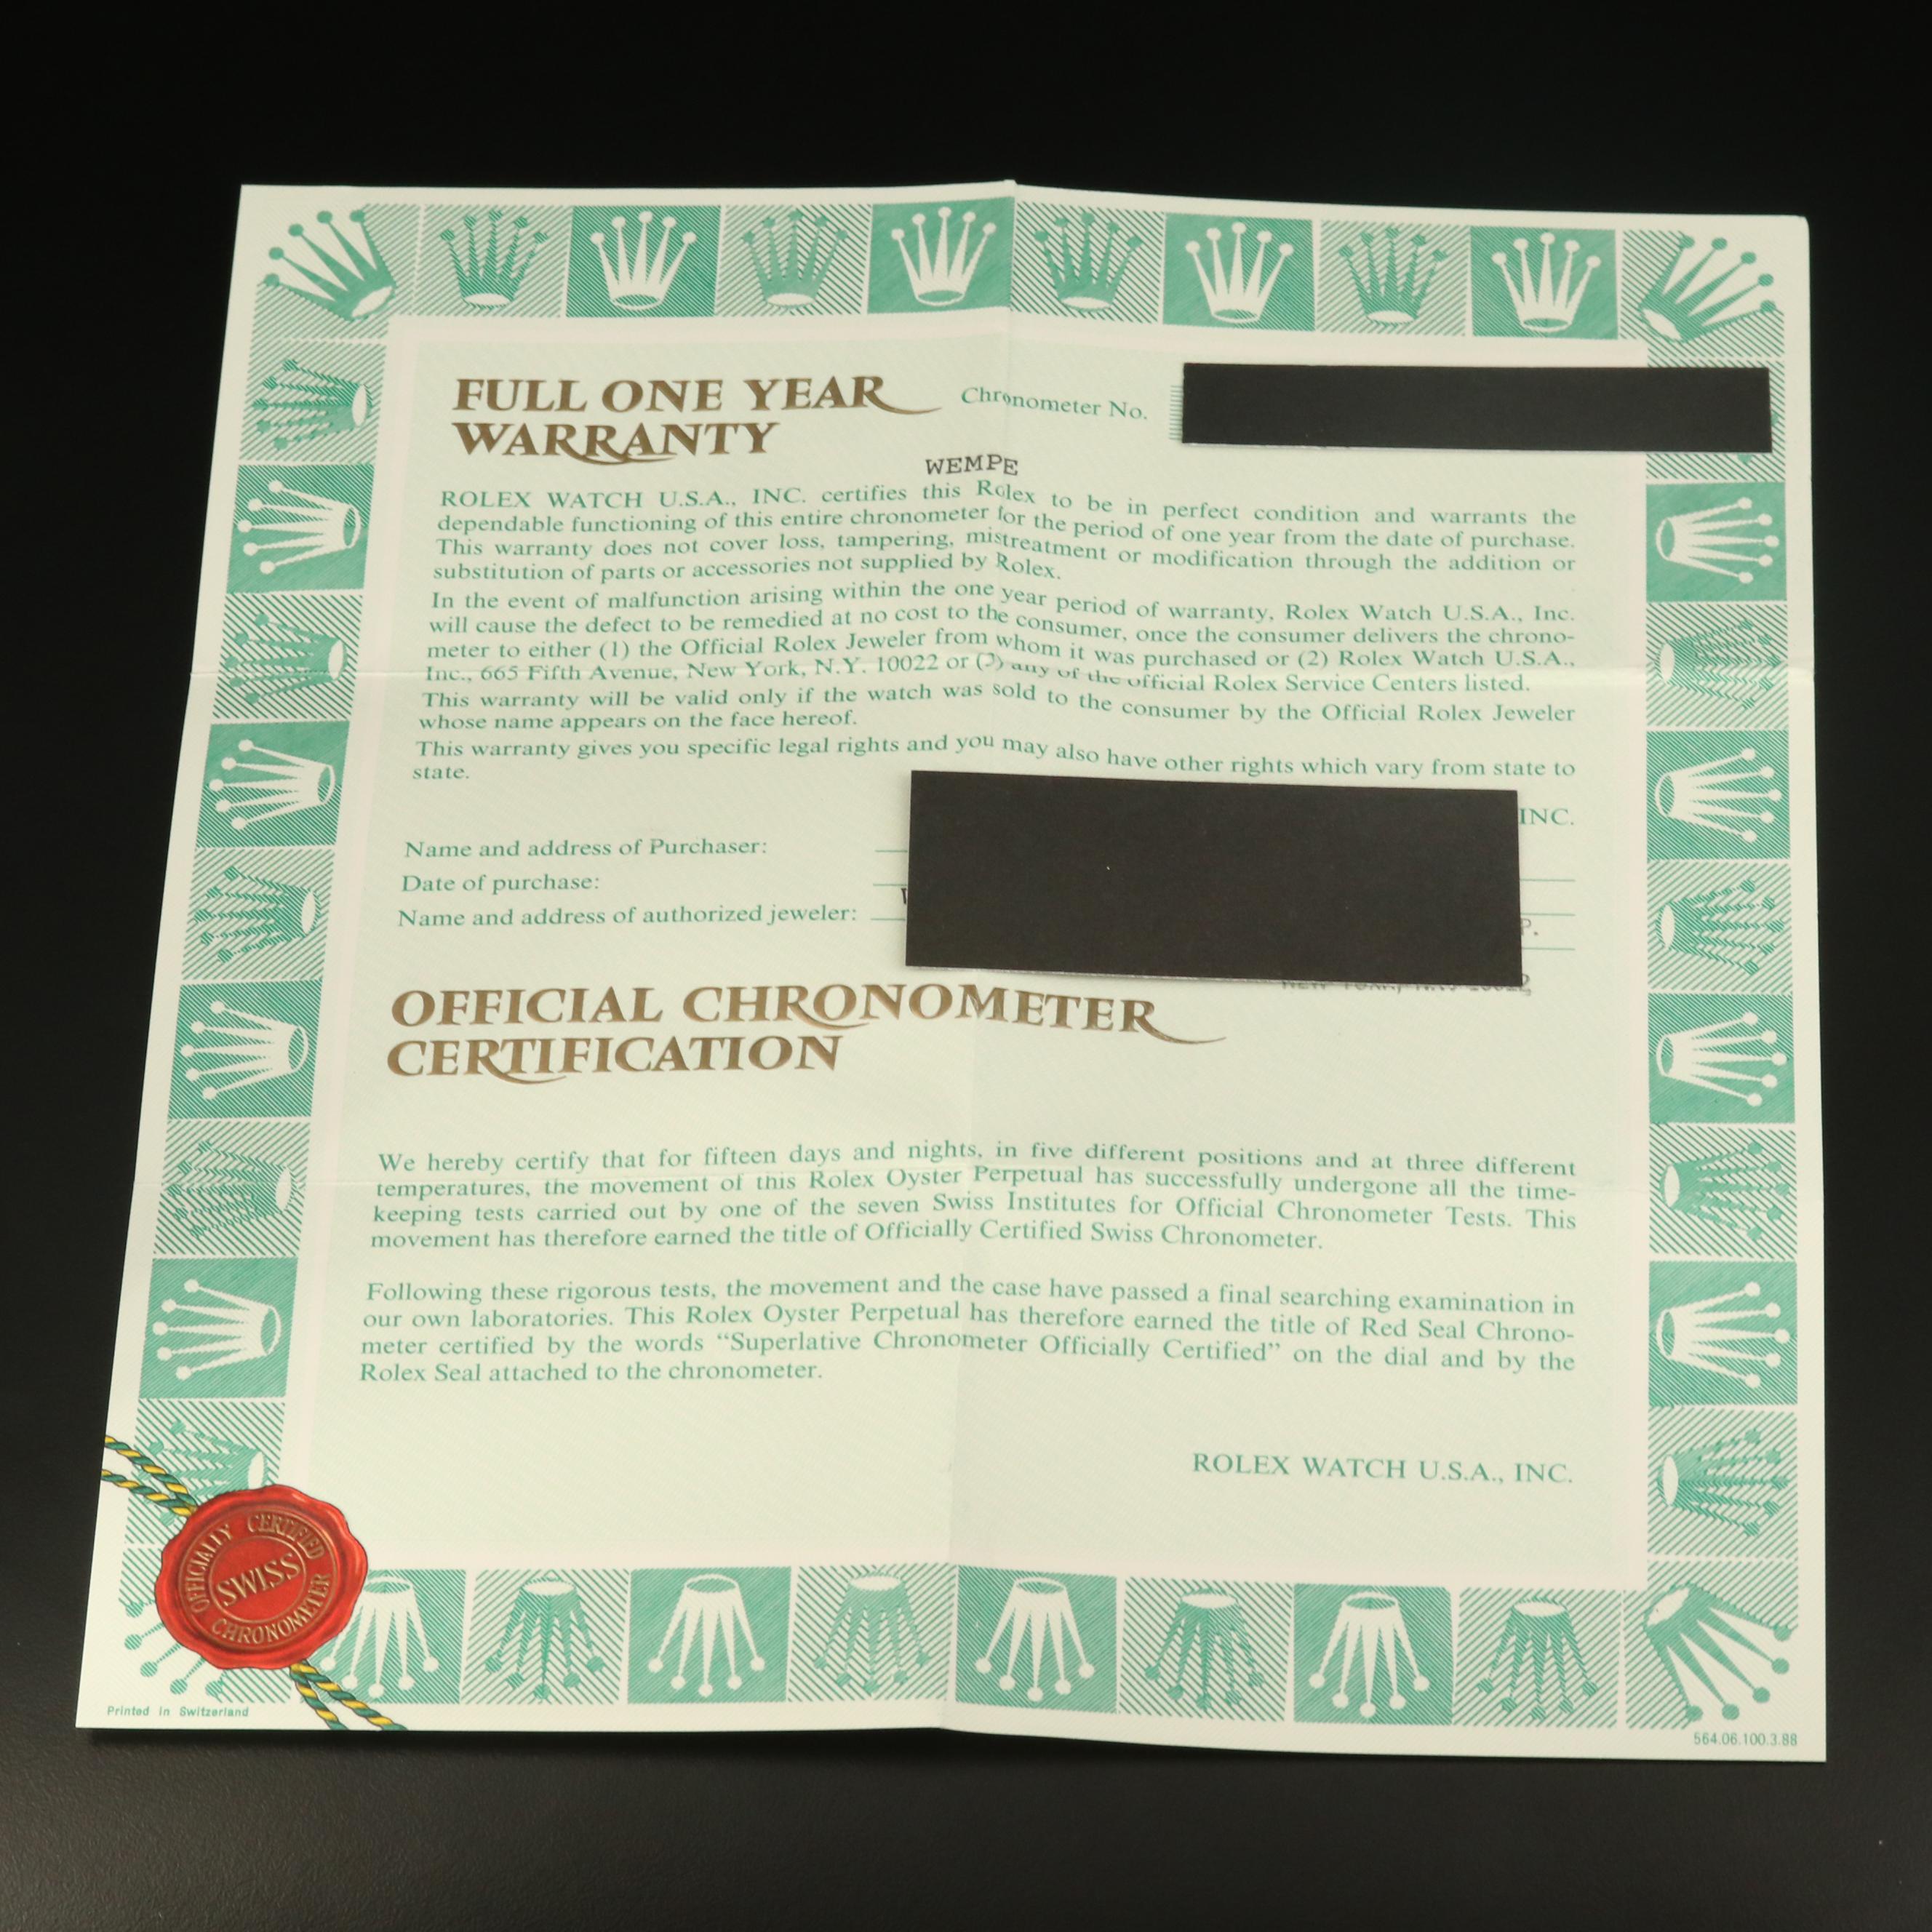 FULL ONE YEAR
WARRANTY
Chronometer No.
WEMPE
ROLEX WATCH U.S.A., INC. certifies this Rolex to be in perfect condition and warrants the
dependable functioning of this entire chronometer for the period of one year from the date of purchase.
This warranty does not cover loss, tampering, mistreatment or modification through the addition or
substitution of parts or accessories not supplied by Rolex.
In the event of malfunction arising within the one year period of warranty, Rolex Watch U.S.A., Inc.
will cause the defect to be remedied at no cost to the consumer, once the consumer delivers the chrono-
meter to either (1) the Official Rolex Jeweler from whom it was purchased or (2) Rolex Watch U.S.A.,
Inc., 665 Fifth Avenue, New York, N.Y. 10022 or (3) any of the official Rolex Service Centers listed.
This warranty will be valid only if the watch was sold to the consumer by the Official Rolex Jeweler
whose name appears on the face hereof.
This warranty gives you specific legal rights and you may also have other rights which vary from state to
state.
INC.
Name and address of Purchaser:
Date of purchase:
Name and address of authorized jeweler:
P.
OFFICIAL CHRONOMETER
CERTIFICATION
We hereby certify that for fifteen days and nights, in five different positions and at three different
temperatures, the movement of this Rolex Oyster Perpetual has successfully undergone all the time-
keeping tests carried out by one of the seven Swiss Institutes for Official Chronometer Tests. This
movement has therefore earned the title of Officially Certified Swiss Chronometer.
Following these rigorous tests, the movement and the case have passed a final searching examination in
our own laboratories. This Rolex Oyster Perpetual has therefore earned the title of Red Seal Chrono-
meter certified by the words “Superlative Chronometer Officially Certified” on the dial and by the
Rolex Seal attached to the chronometer.
ROLEX WATCH U.S.A., INC.
OFFICIALLY CERTIFIED
SWISS
CHRONOMETER
Printed in Switzerland
564.06.100.3.88